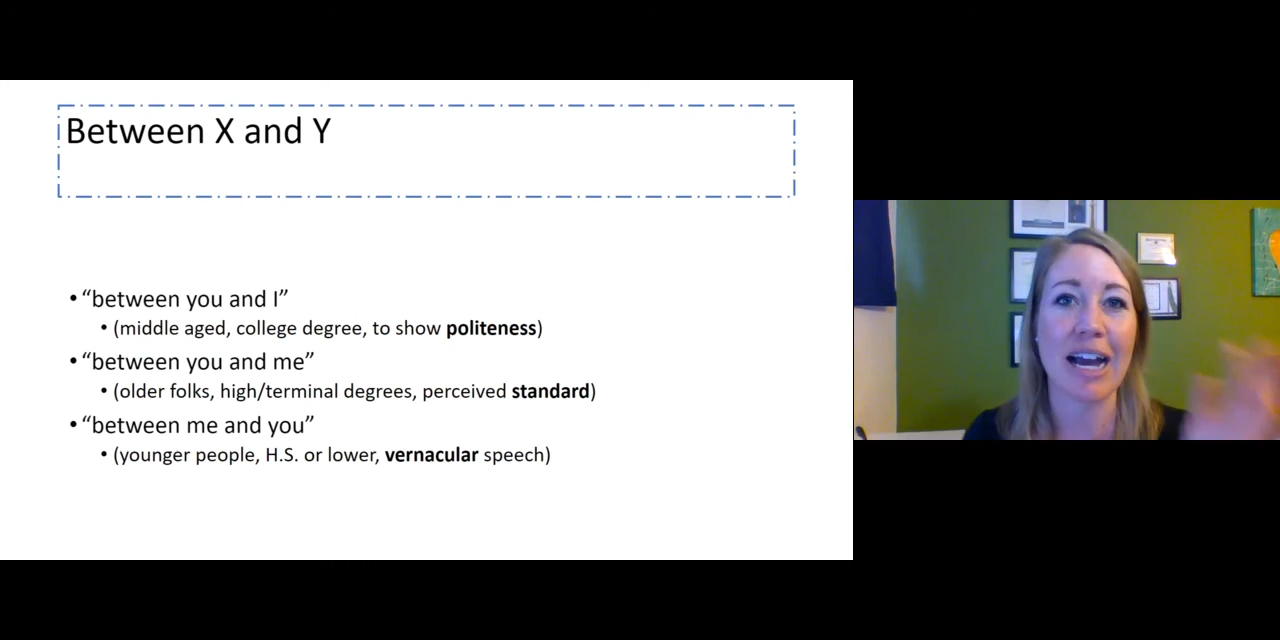 Between X and Y
• “between you and I”
• (middle aged, college degree, to show politeness)
• “between you and me”
• (older folks, high/terminal degrees, perceived standard)
• “between me and you”
• (younger people, H.S. or lower, vernacular speech)